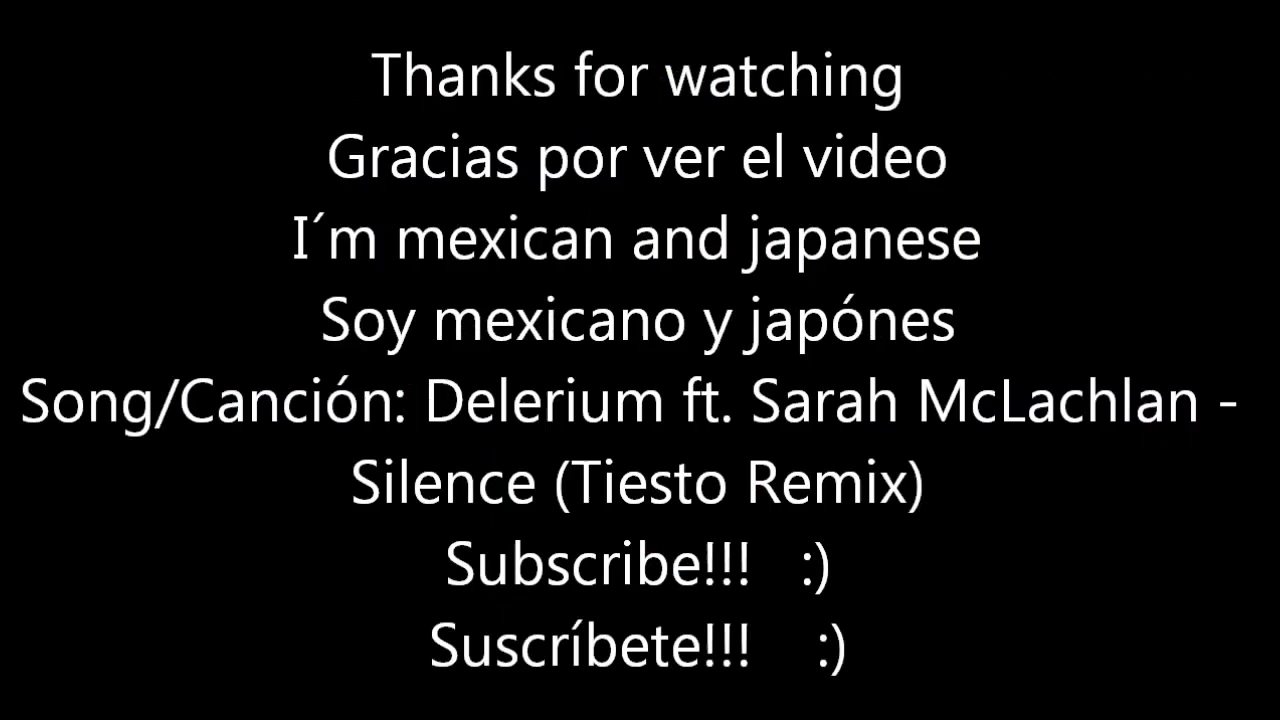 Thanks for watching
Gracias por ver el video
I´m mexican and japanese
Soy mexicano y japónes
Song/Canción: Delerium ft. Sarah McLachlan -
Silence (Tiesto Remix)
Subscribe!!! :)
Suscríbete!!! :)